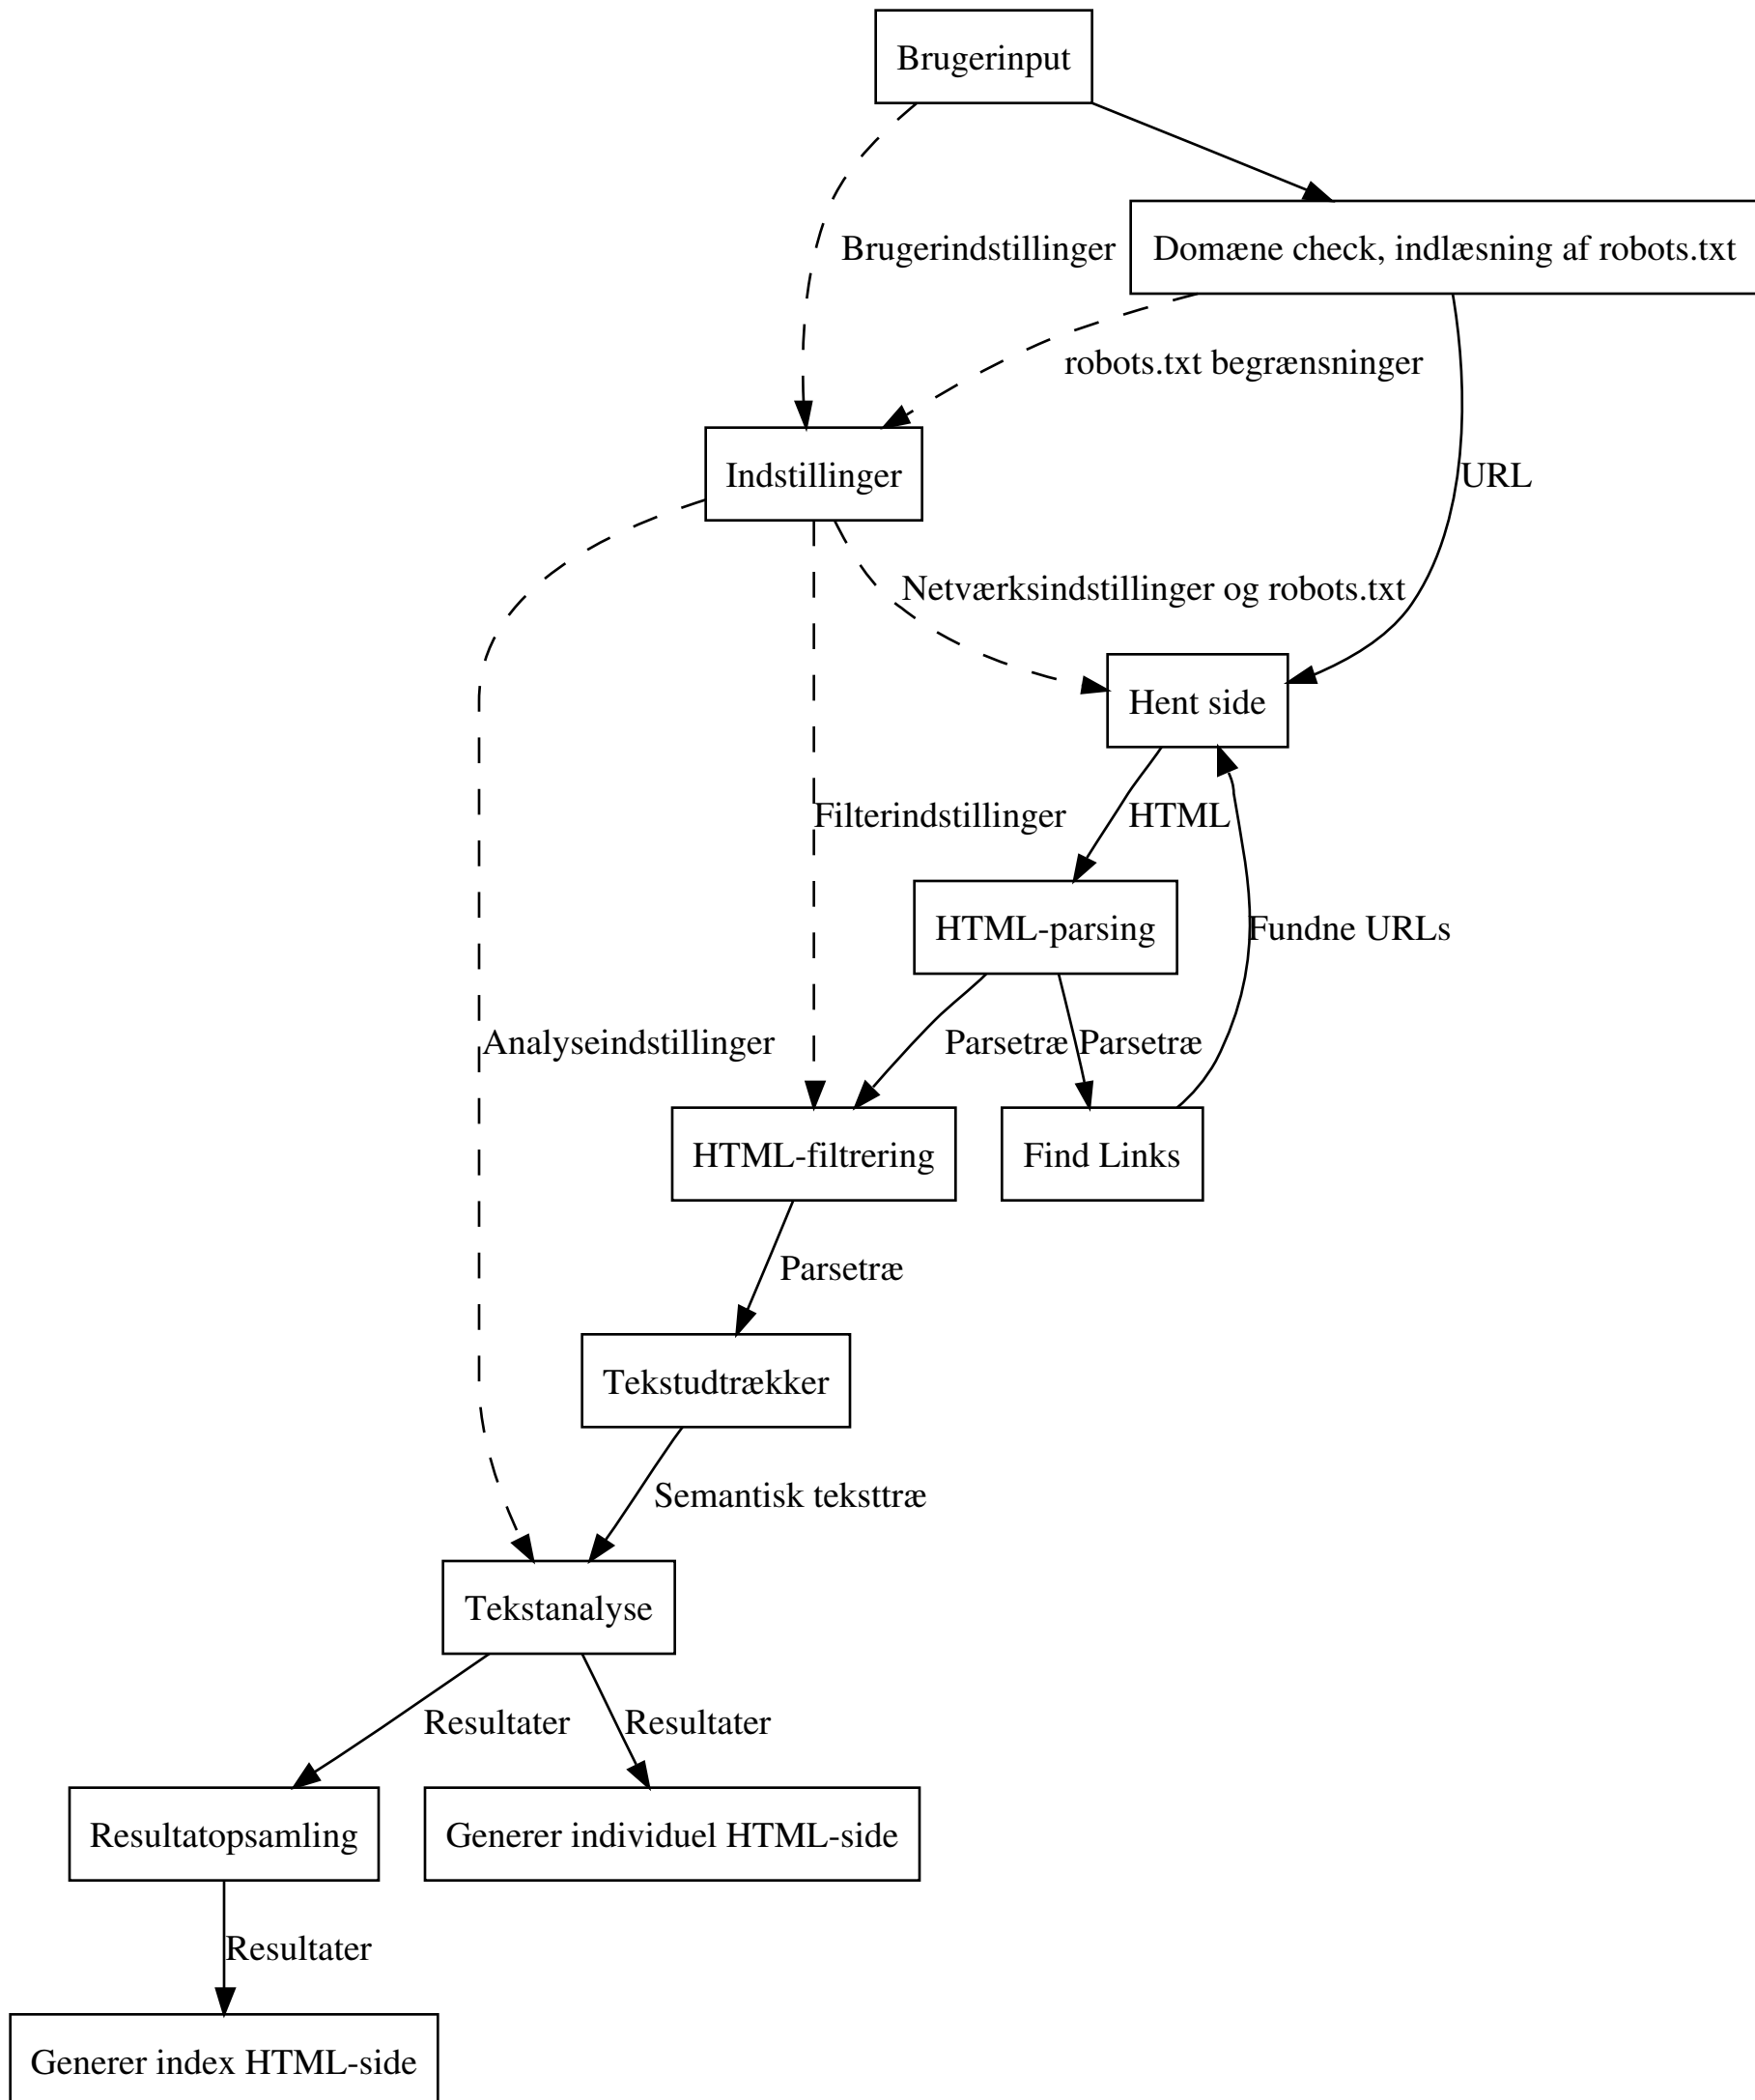 Brugerinput
Brugerindstillinger
Domæne check, indlæsning af robots.txt
robots.txt begrænsninger
Indstillinger
URL
Netværksindstillinger og robots.txt
Hent side
Filterindstillinger
HTML
HTML-parsing
Fundne URLs
Analyseindstillinger
Parsetræ
Parsetræ
HTML-filtrering
Find Links
Parsetræ
Tekstudtrækker
Semantisk teksttræ
Tekstanalyse
Resultater
Resultater
Resultatopsamling
Generer individuel HTML-side
Resultater
Generer index HTML-side